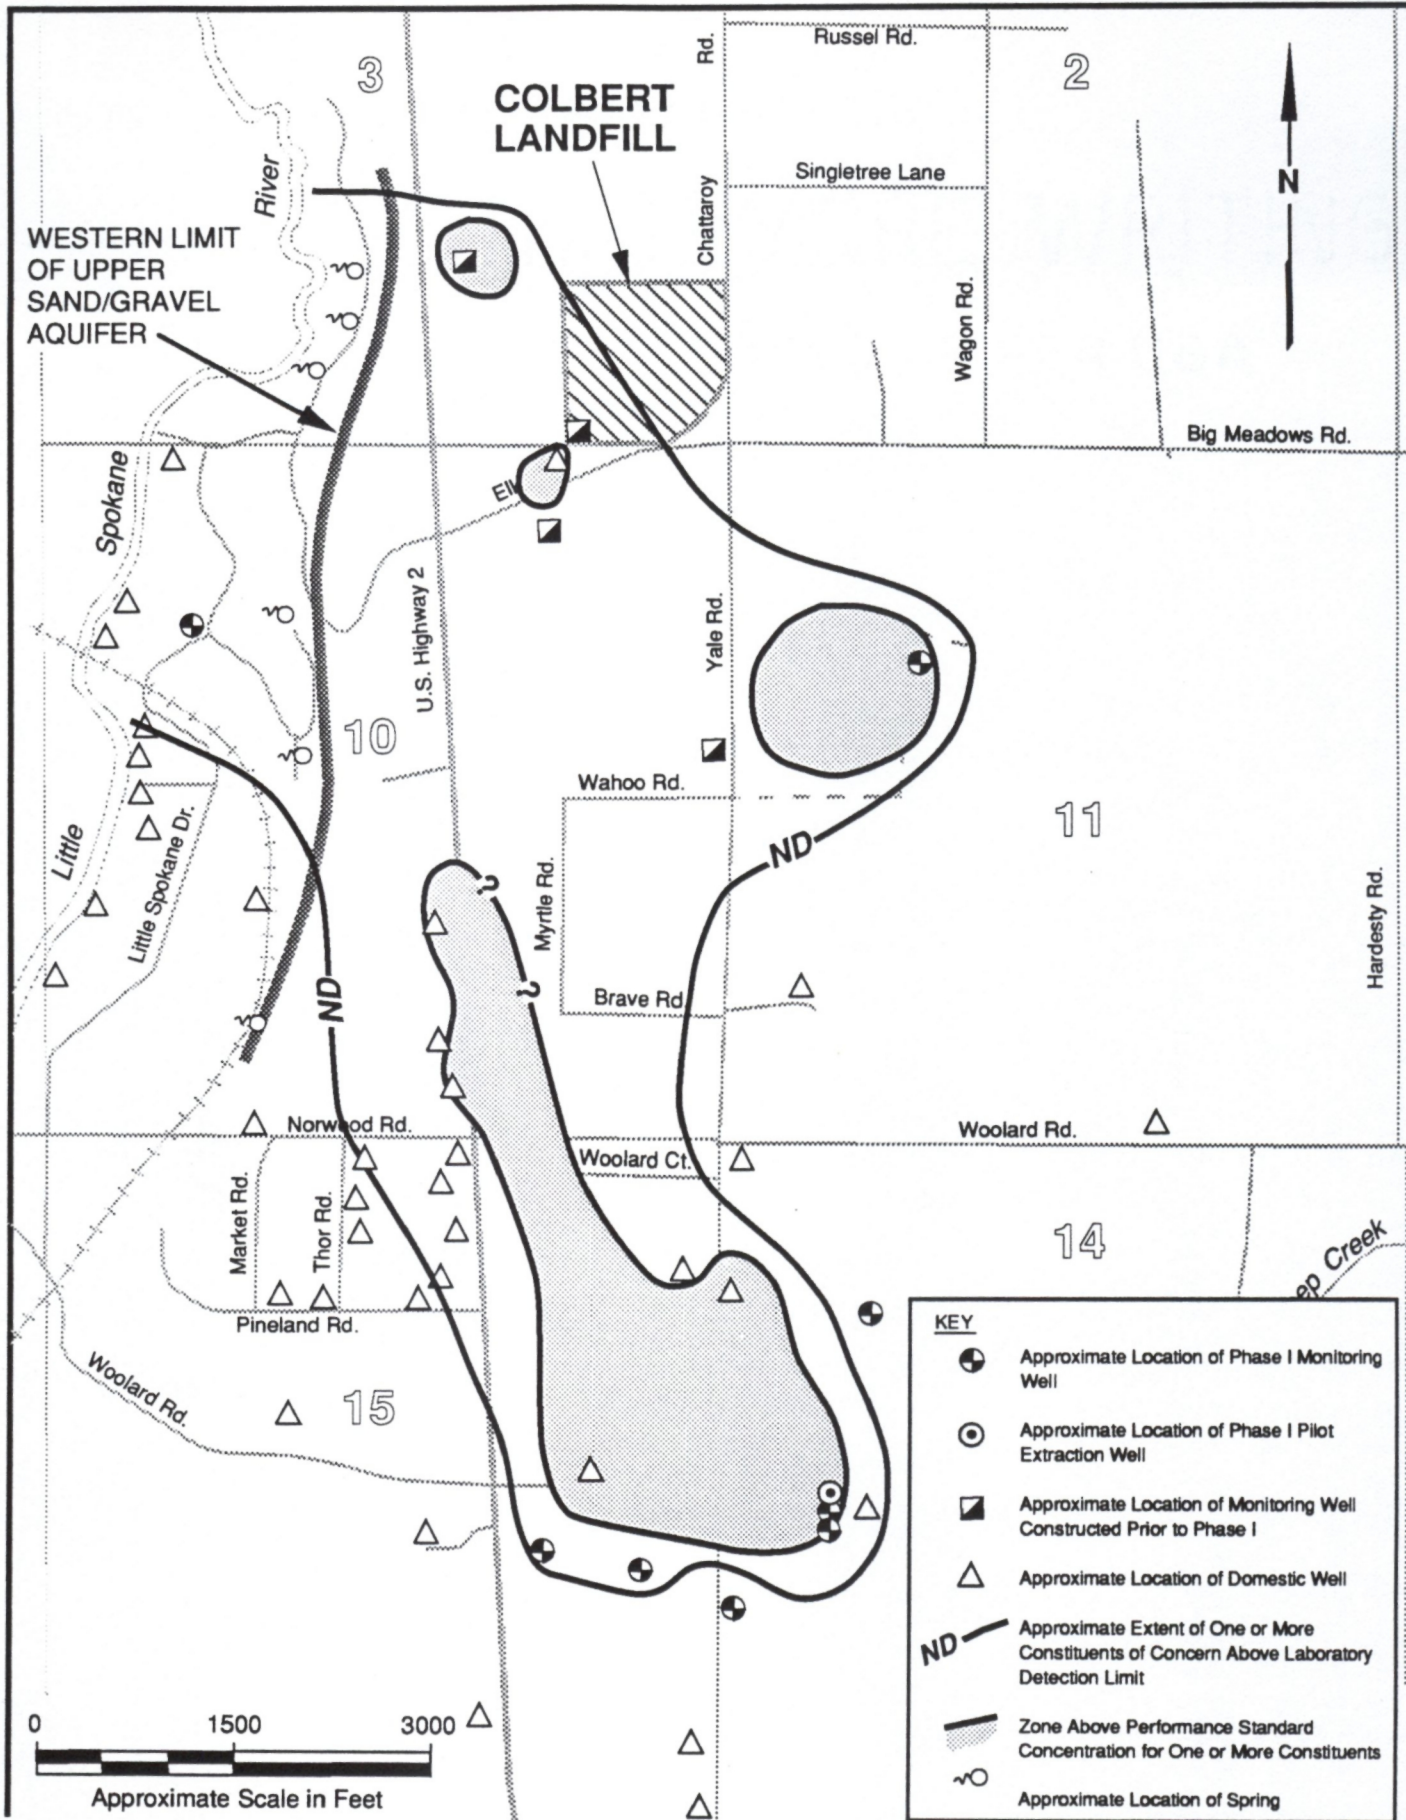 Russel Rd.
3
2
Rd.
COLBERT
LANDFILL
N
Singletree Lane
River
Chattaroy
WESTERN LIMIT
OF UPPER
SAND/GRAVEL
AQUIFER
Wagon Rd.
Big Meadows Rd.
Spokane
U.S. Highway 2
Yale Rd.
10
Wahoo Rd.
11
ND
Little
Little Spokane Dr.
?
Myrtle Rd.
Hardesty Rd.
ND
?
Brave Rd
Norwood Rd.
Woolard Rd.
Woolard Ct.
Market Rd.
Thor Rd.
14
ep Creek
Pineland Rd.
Woolard Rd.
15
KEY
Approximate Location of Phase I Monitoring
Well
Approximate Location of Phase I Pilot
Extraction Well
Approximate Location of Monitoring Well
Constructed Prior to Phase I
Approximate Location of Domestic Well
ND
Approximate Extent of One or More
Constituents of Concern Above Laboratory
Detection Limit
Zone Above Performance Standard
Concentration for One or More Constituents
Approximate Location of Spring
0 1500 3000
Approximate Scale in Feet